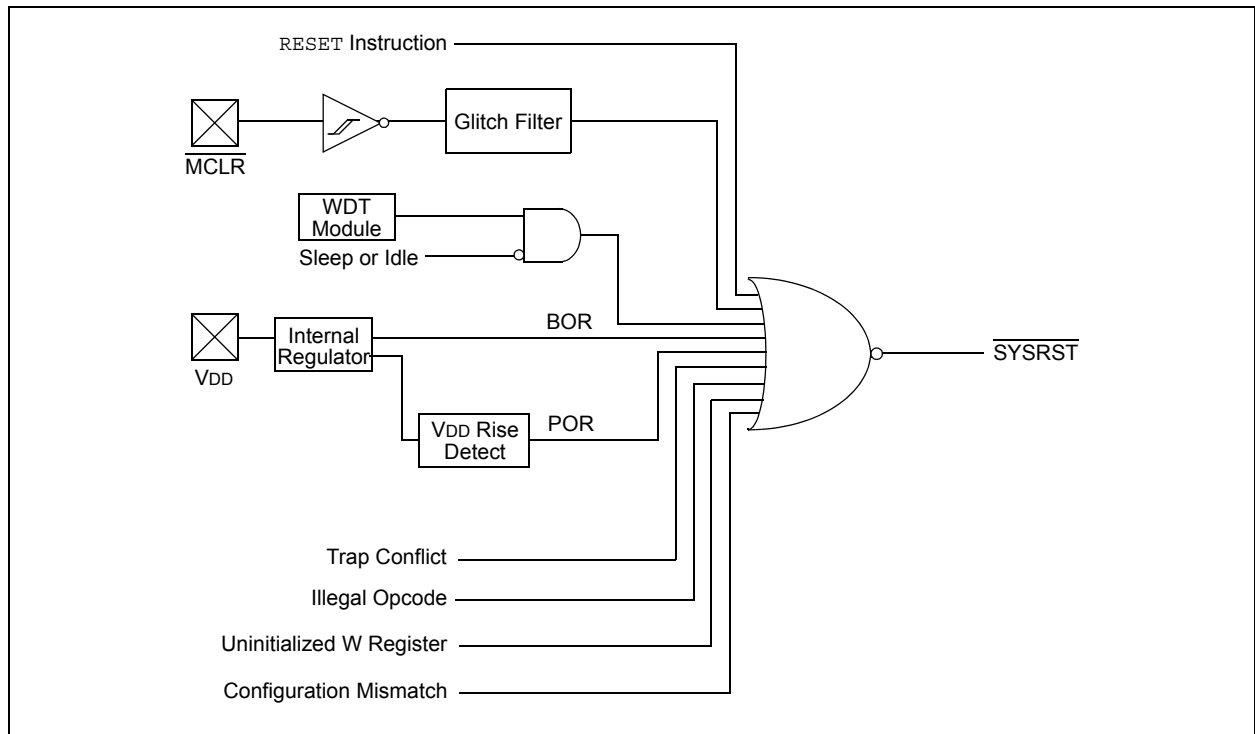 RESET Instruction
Glitch Filter
MCLR
WDT
Module
Sleep or Idle
BOR
Internal
Regulator
SYSRST
VDD
POR
VDD Rise
Detect
Trap Conflict
Illegal Opcode
Uninitialized W Register
Configuration Mismatch